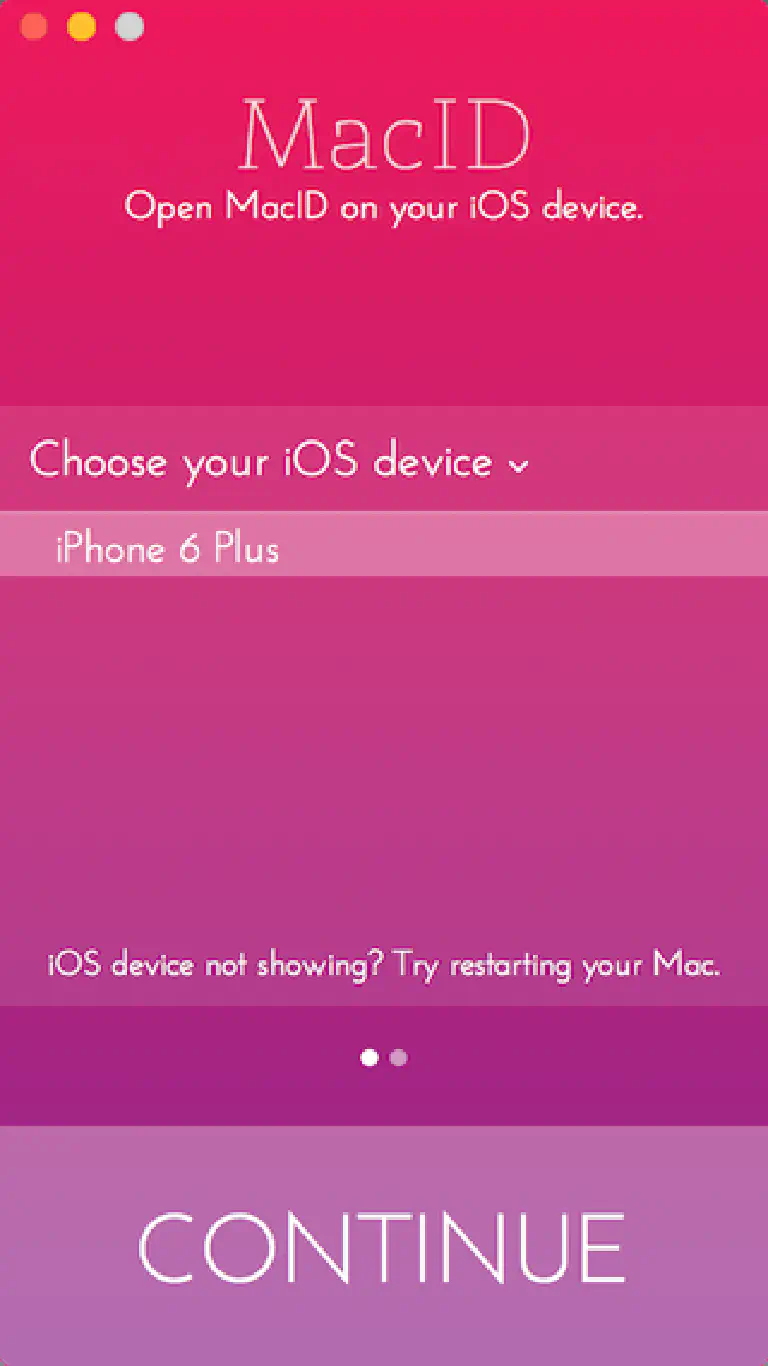 MacID
Open MacID on your iOS device.
Choose your iOS device
iPhone 6 Plus
iOS device not showing? Try restarting your Mac.
CONTINUE